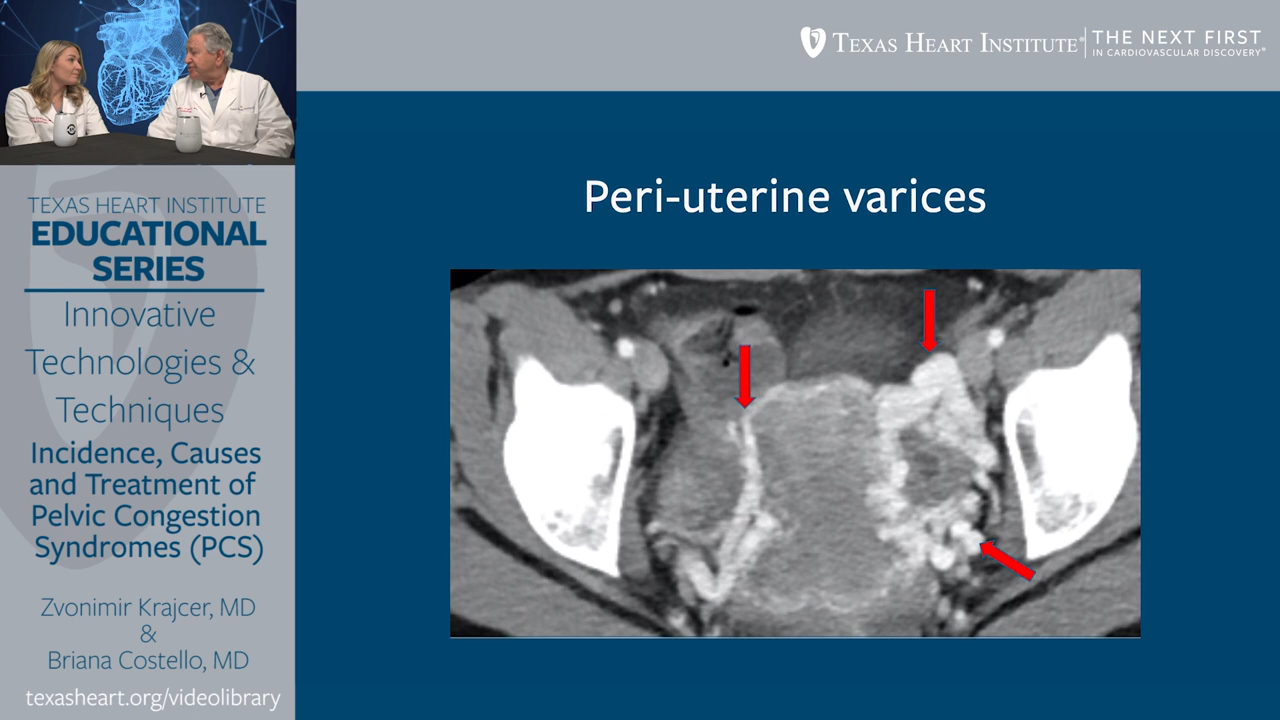 TEXAS HEART INSTITUTE®
THE NEXT FIRST
IN CARDIOVASCULAR DISCOVERY®
TEXAS HEART INSTITUTE
EDUCATIONAL
SERIES
Innovative
Technologies &
Techniques
Incidence, Causes
and Treatment of
Pelvic Congestion
Syndromes (PCS)
Zvonimir Krajcer, MD
&
Briana Costello, MD
texasheart.org/videolibrary
Peri-uterine varices